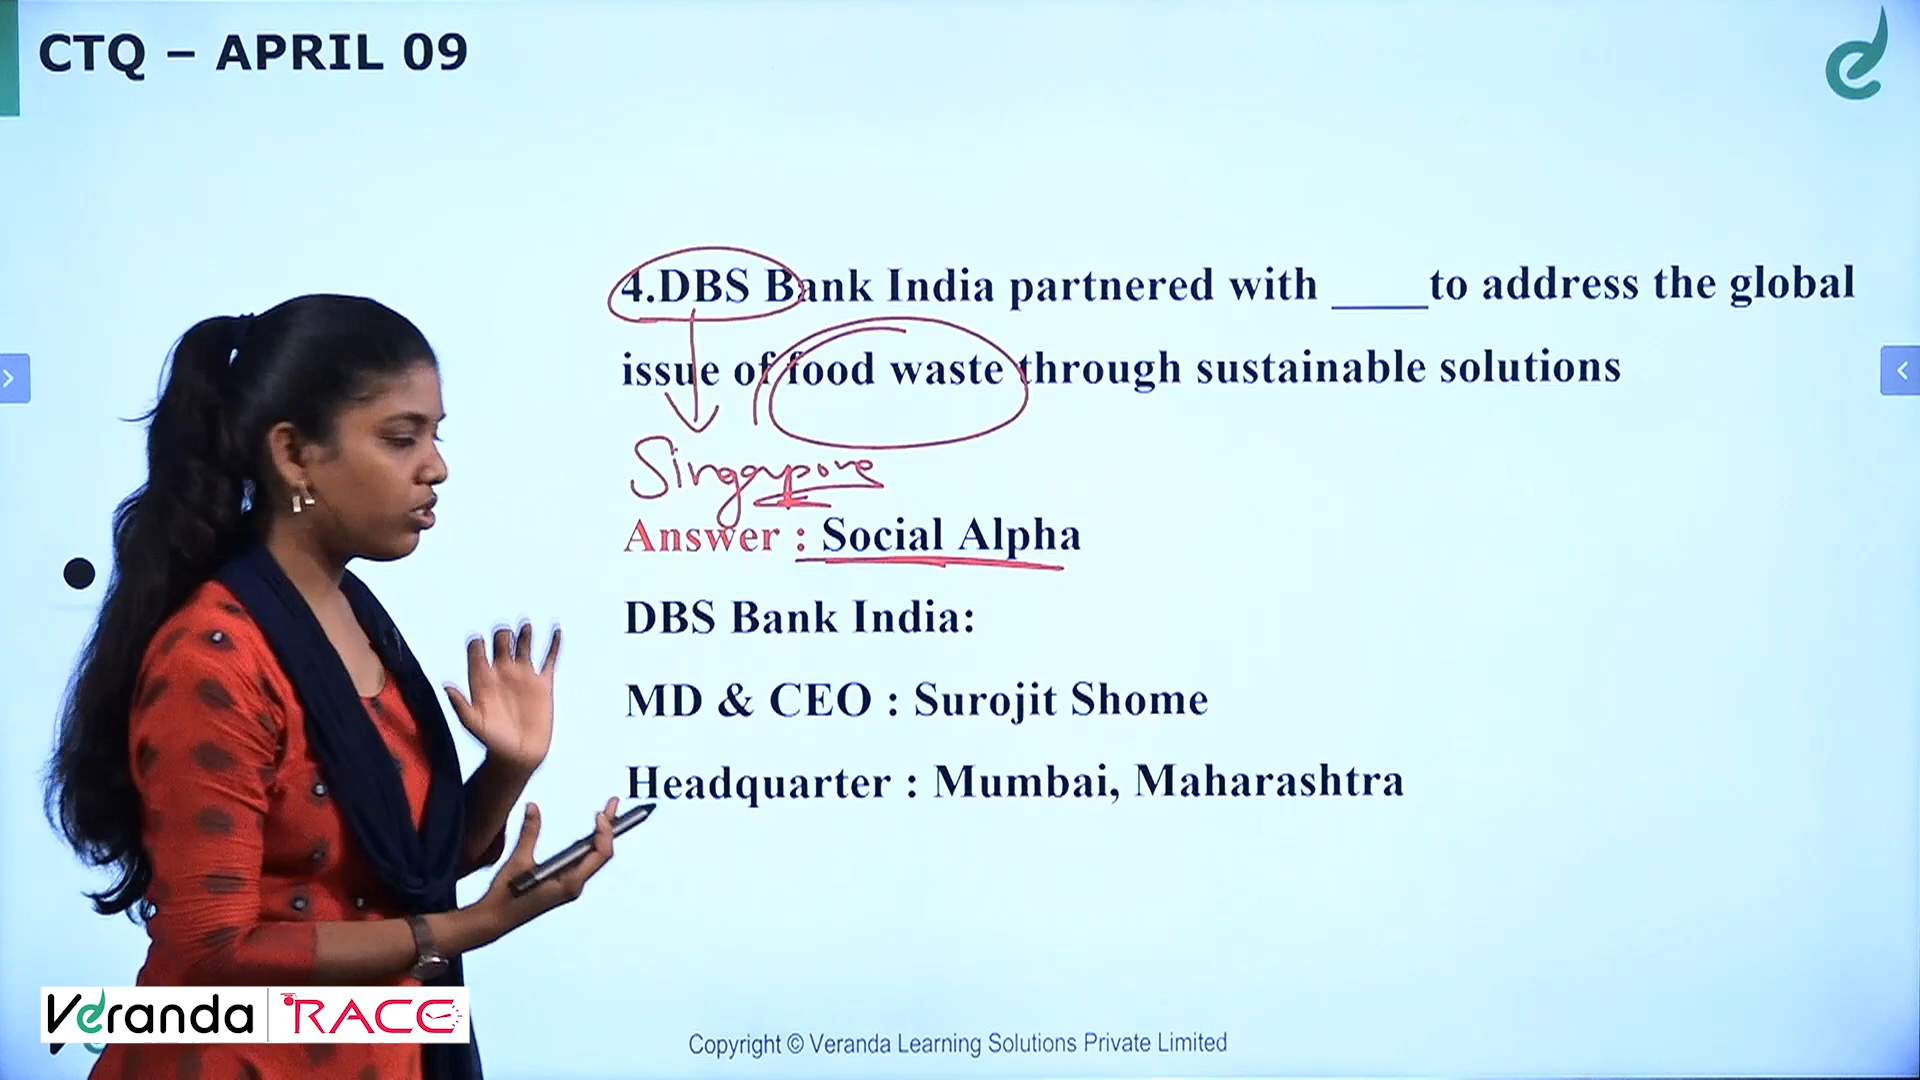 CTQ – APRIL 09
4.DBS Bank India partnered with ____to address the global
issue of food waste through sustainable solutions
Singapore
Answer : Social Alpha
DBS Bank India:
MD & CEO : Surojit Shome
Headquarter : Mumbai, Maharashtra
Veranda RACE
Copyright © Veranda Learning Solutions Private Limited